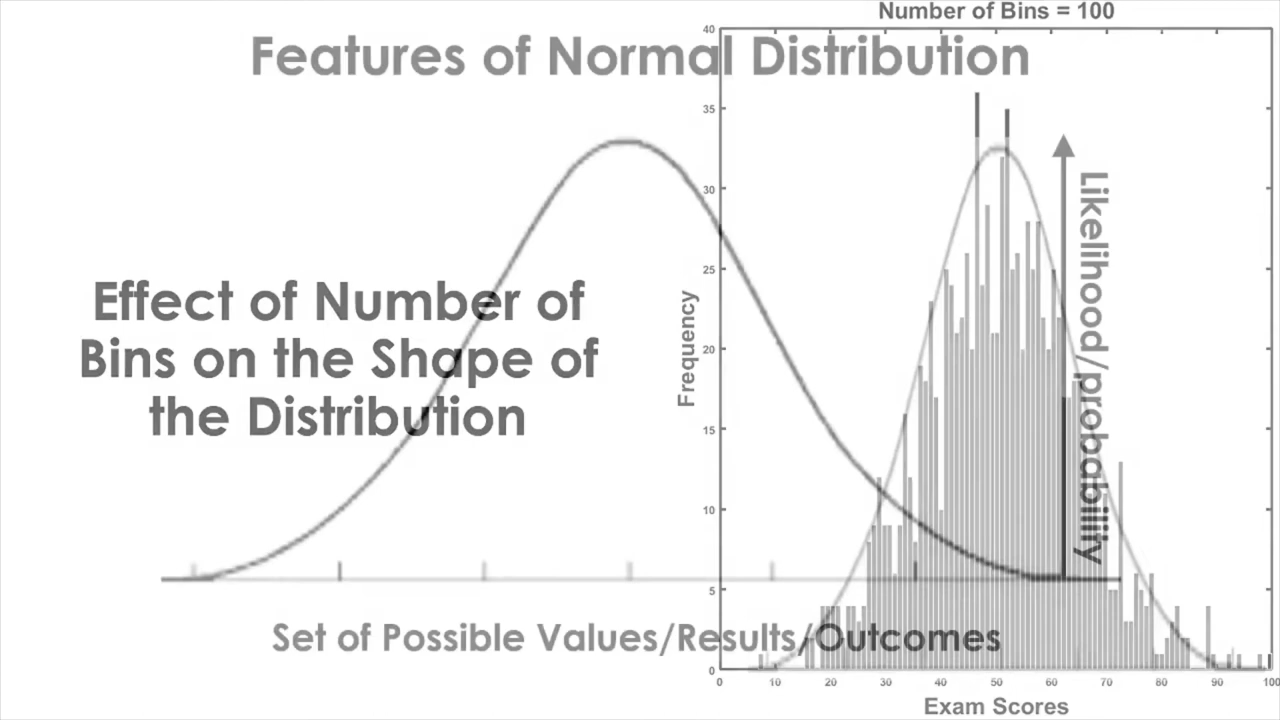 Number of Bins = 100
Features of Normal Distribution
Effect of Number of
Bins on the Shape of
the Distribution
Likelihood/probability
Frequency
40
35
30
25
20
15
10
5
0
0 10 20 30 40 50 60 70 80 90 100
Exam Scores
Set of Possible Values/Results/Outcomes